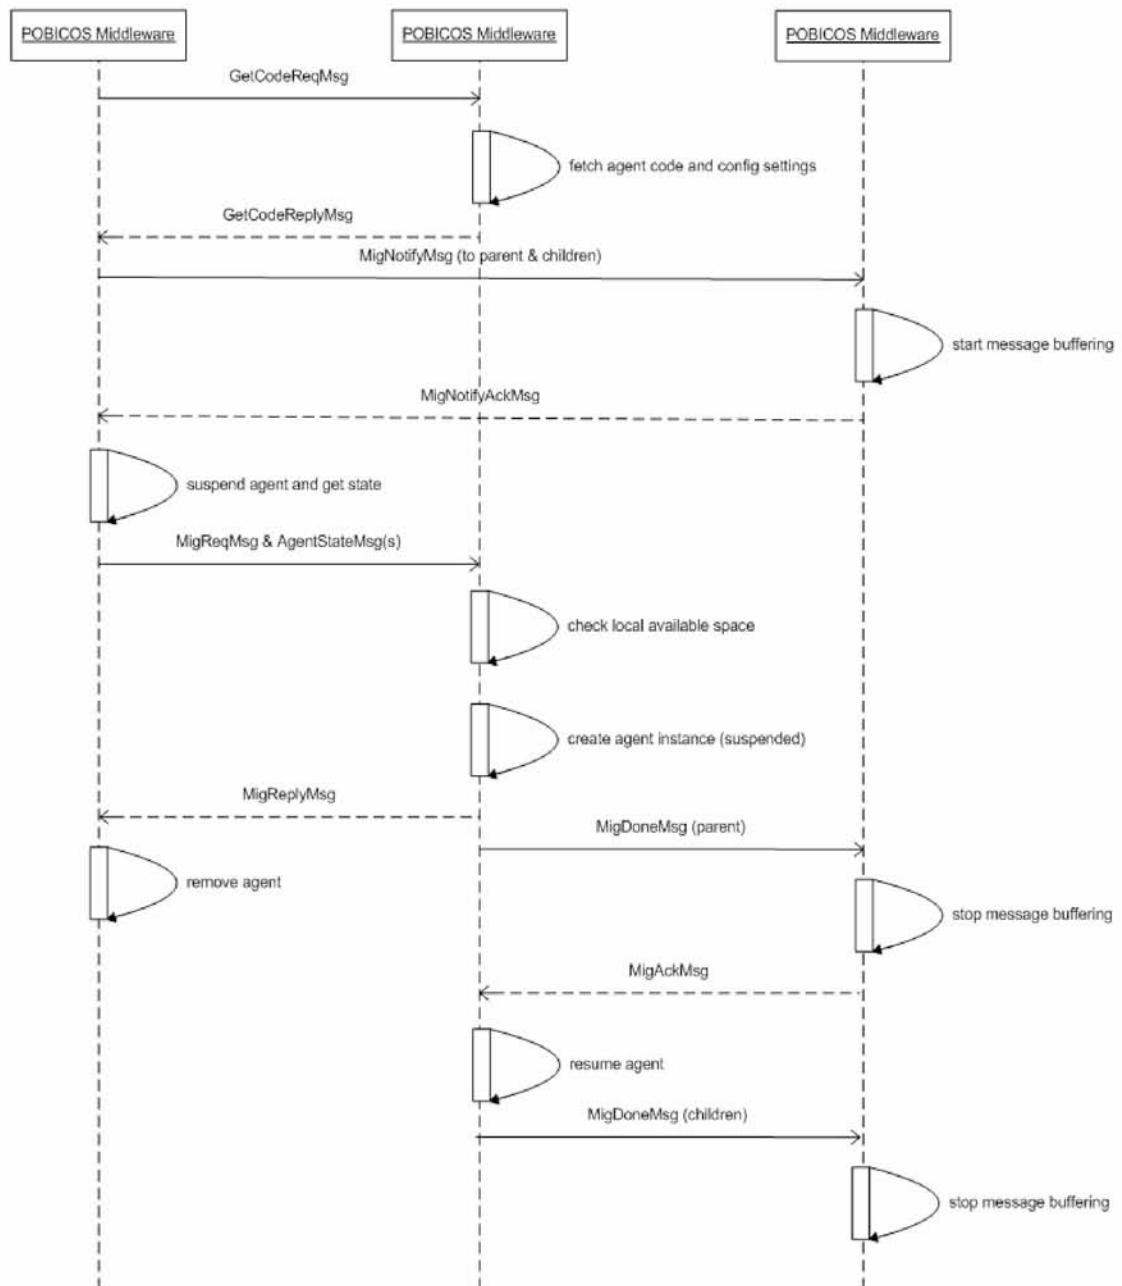 POBICOS Middleware
POBICOS Middleware
POBICOS Middleware
GetCodeReqMsg
fetch agent code and config settings
GetCodeReplyMsg
MigNotifyMsg (to parent & children)
start message buffering
MigNotifyAckMsg
suspend agent and get state
MigReqMsg & AgentStateMsg(s)
check local available space
create agent instance (suspended)
MigReplyMsg
MigDoneMsg (parent)
remove agent
stop message buffering
MigAckMsg
resume agent
MigDoneMsg (children)
stop message buffering